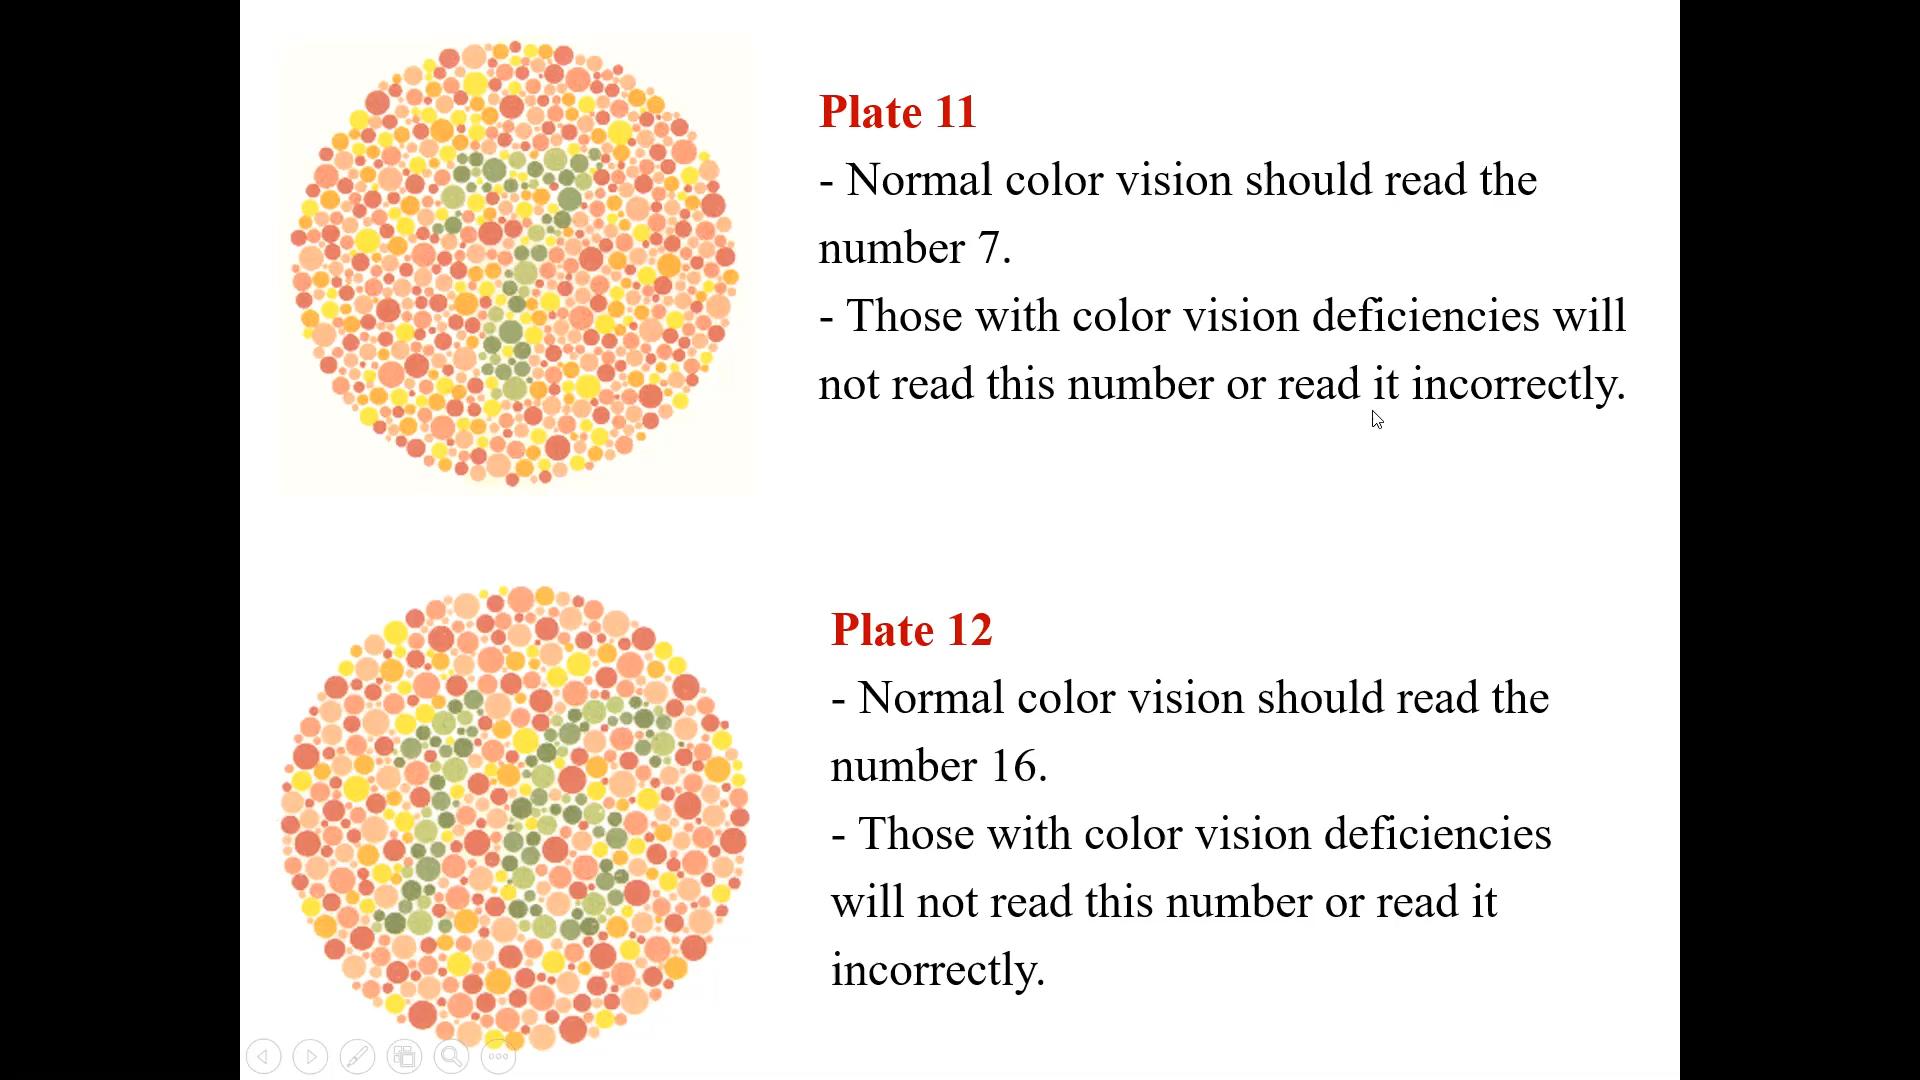 Plate 11
- Normal color vision should read the
number 7.
- Those with color vision deficiencies will
not read this number or read it incorrectly.
7
Plate 12
- Normal color vision should read the
number 16.
- Those with color vision deficiencies
will not read this number or read it
incorrectly.
16